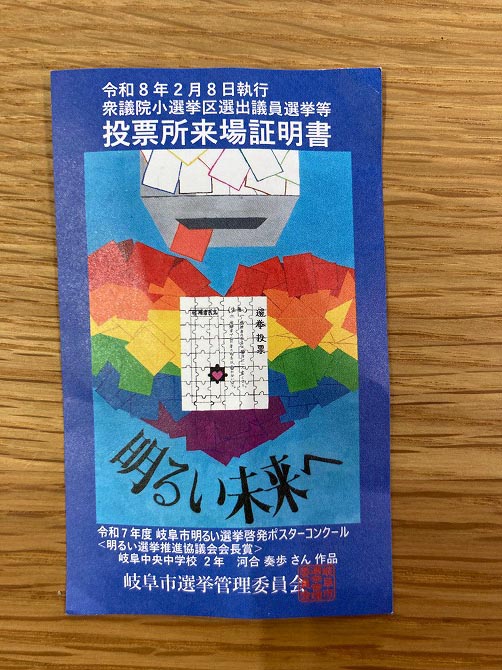 令和8年2月8日執行
衆議院小選挙区選出議員選挙等
投票所来場証明書
選挙投票
明るい未来へ
令和7年度 岐阜市明るい選挙啓発ポスターコンクール
<明るい選挙推進協議会会長賞>
岐阜中央中学校 2年 河合 奏歩 さん 作品
岐阜市選挙管理委員会